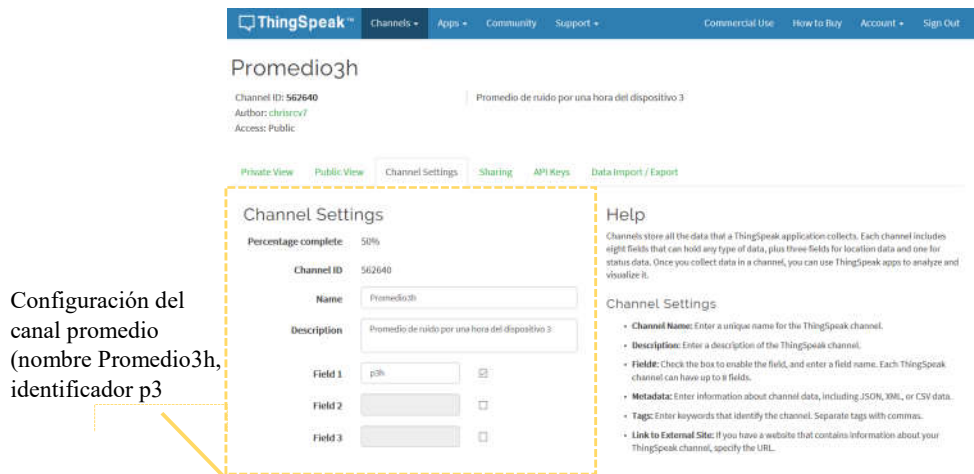 ThingSpeak™ Channels Apps Community Support Commercial Use How to Buy Account Sign Out
Promedio3h
Channel ID: 562640
Author: chrisrcv7
Access: Public
Promedio de ruido por una hora del dispositivo 3
Private View Public View Channel Settings Sharing API Keys Data Import / Export
Channel Settings
Percentage complete 50%
Channel ID 562640
Name Promedio3h
Description Promedio de ruido por una hora del dispositivo 3
Field 1 p3h
Field 2
Field 3
Help
Channels store all the data that a ThingSpeak application collects. Each channel includes
eight fields that can hold any type of data, plus three fields for location data and one for
status data. Once you collect data in a channel, you can use ThingSpeak apps to analyze and
visualize it.
Channel Settings
• Channel Name: Enter a unique name for the ThingSpeak channel.
• Description: Enter a description of the ThingSpeak channel.
• Field#: Check the box to enable the field, and enter a field name. Each ThingSpeak
channel can have up to 8 fields.
• Metadata: Enter information about channel data, including JSON, XML, or CSV data.
• Tags: Enter keywords that identify the channel. Separate tags with commas.
• Link to External Site: If you have a website that contains information about your
ThingSpeak channel, specify the URL.
Configuración del
canal promedio
(nombre Promedio3h,
identificador p3